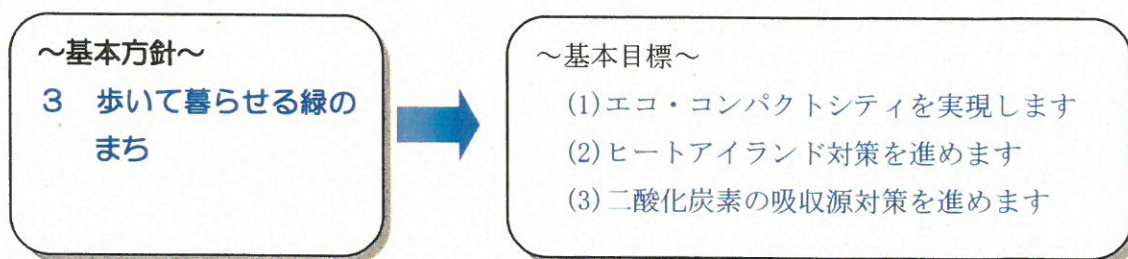 ～基本方針～
3 歩いて暮らせる緑の
まち
～基本目標～
(1)エコ・コンパクトシティを実現します
(2)ヒートアイランド対策を進めます
(3)二酸化炭素の吸収源対策を進めます